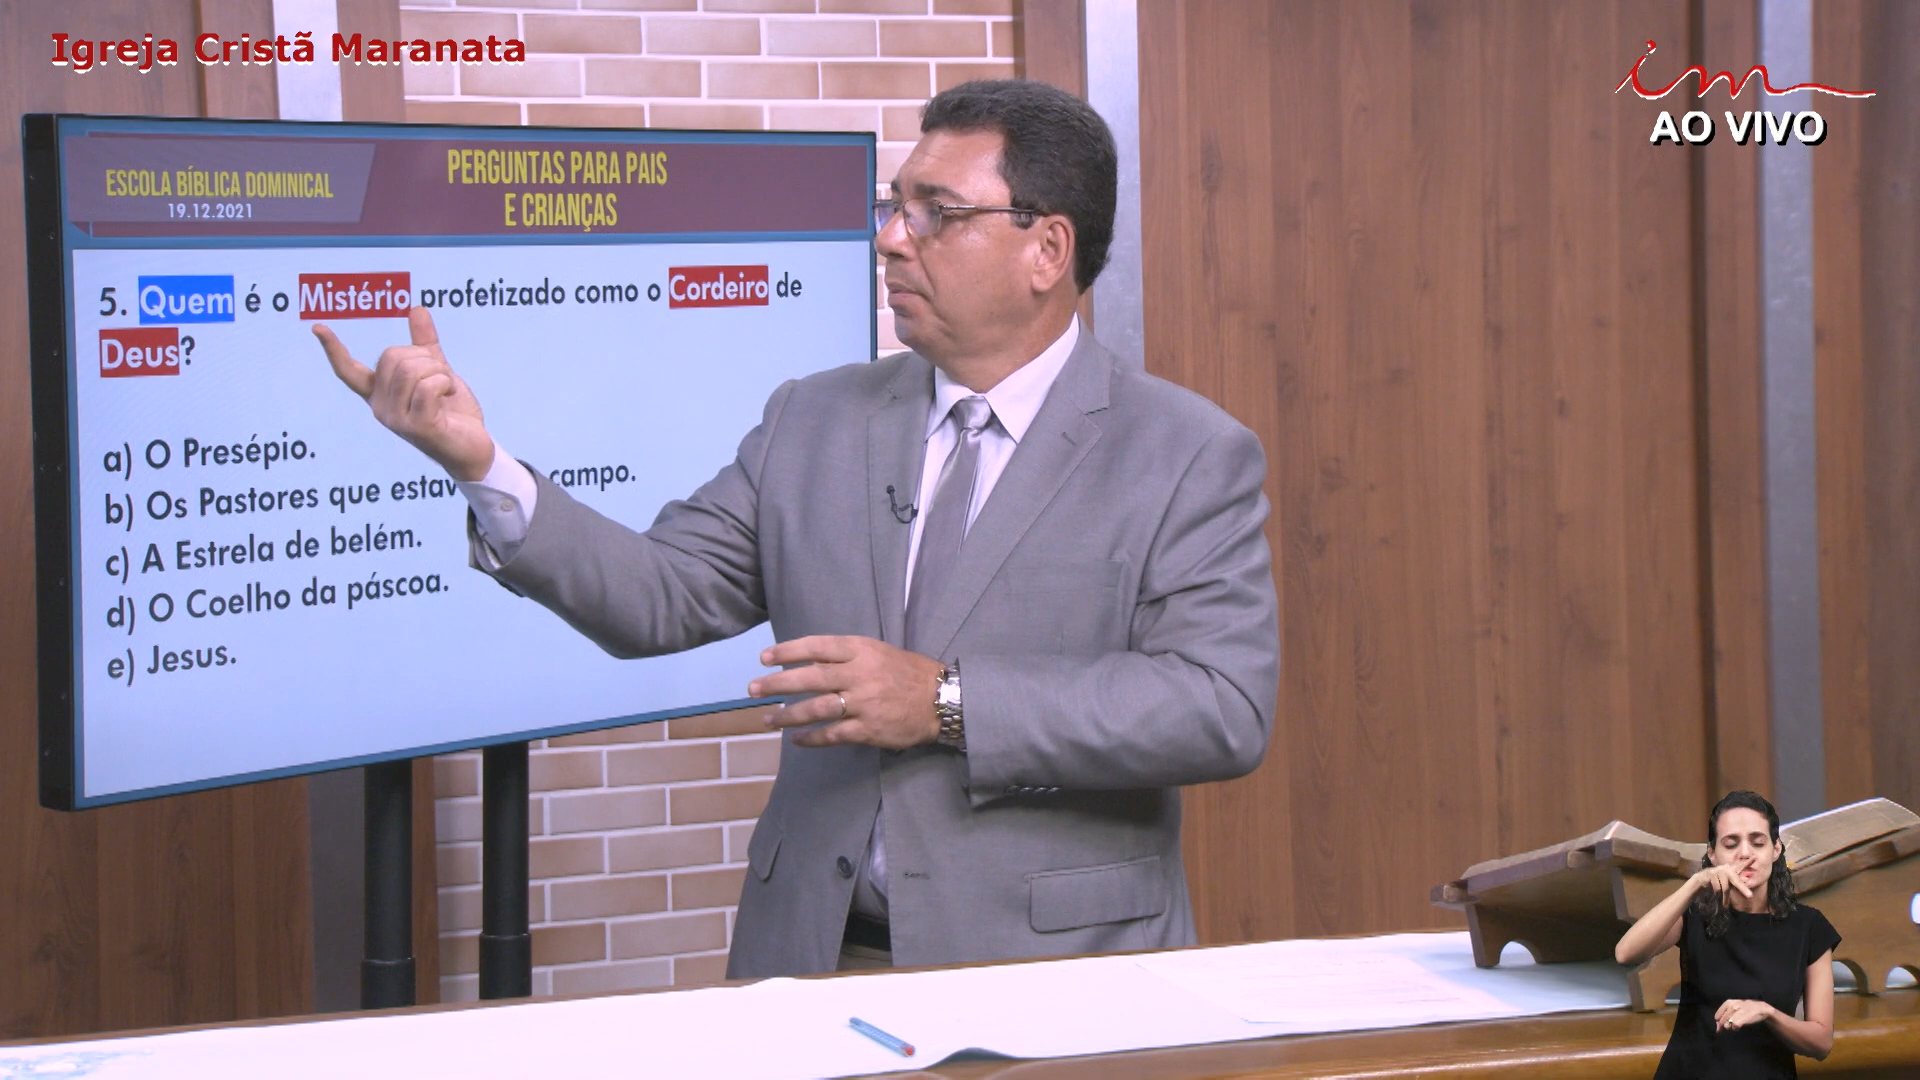 Igreja Cristã Maranata
im
AO VIVO
ESCOLA BÍBLICA DOMINICAL
19.12.2021
PERGUNTAS PARA PAIS
E CRIANÇAS
5. Quem é o Mistério profetizado como o Cordeiro de
Deus?
a) O Presépio.
b) Os Pastores que estav campo.
c) A Estrela de belém.
d) O Coelho da páscoa.
e) Jesus.